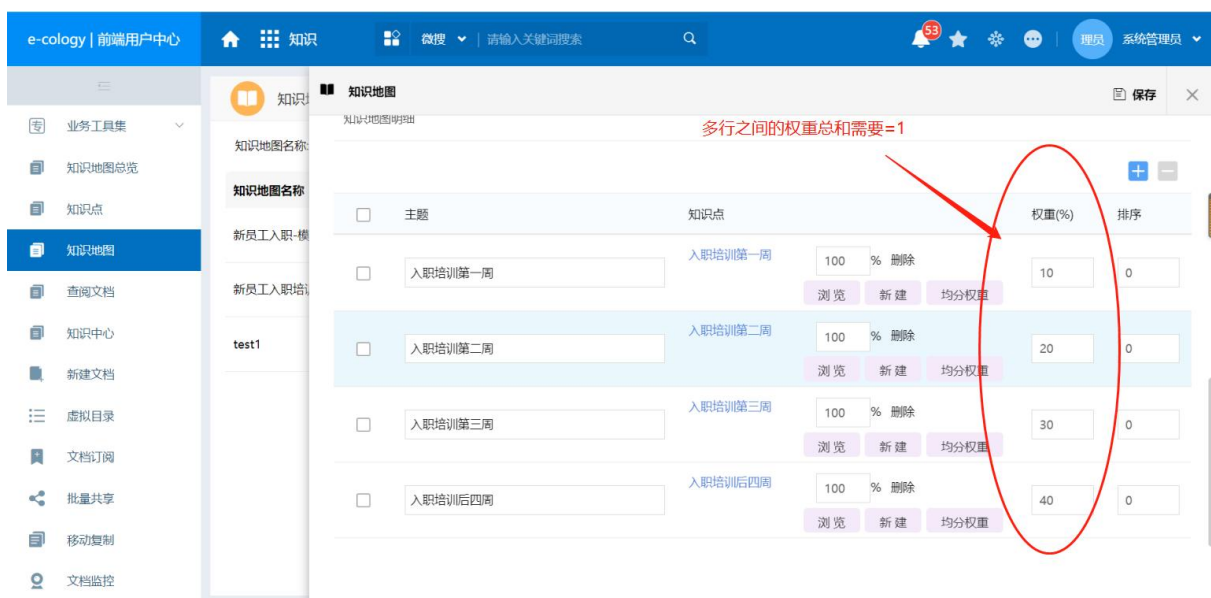 e-cology | 前端用户中心
知识
微搜
请输入关键词搜索
53
理员
系统管理员
专
业务工具集
知识地图总览
知识点
知识地图
查阅文档
知识中心
新建文档
虚拟目录
文档订阅
批量共享
移动复制
文档监控
知识
知识地图名称:
知识地图名称
新员工入职-模
新员工入职培
test1
知识地图
保存
知识地图明细
多行之间的权重总和需要=1
主题 知识点 权重(%) 排序
入职培训第一周 入职培训第一周 100 % 删除 10 0
浏览 新建 均分权重
入职培训第二周 入职培训第二周 100 % 删除 20 0
浏览 新建 均分权重
入职培训第三周 入职培训第三周 100 % 删除 30 0
浏览 新建 均分权重
入职培训后四周 入职培训后四周 100 % 删除 40 0
浏览 新建 均分权重